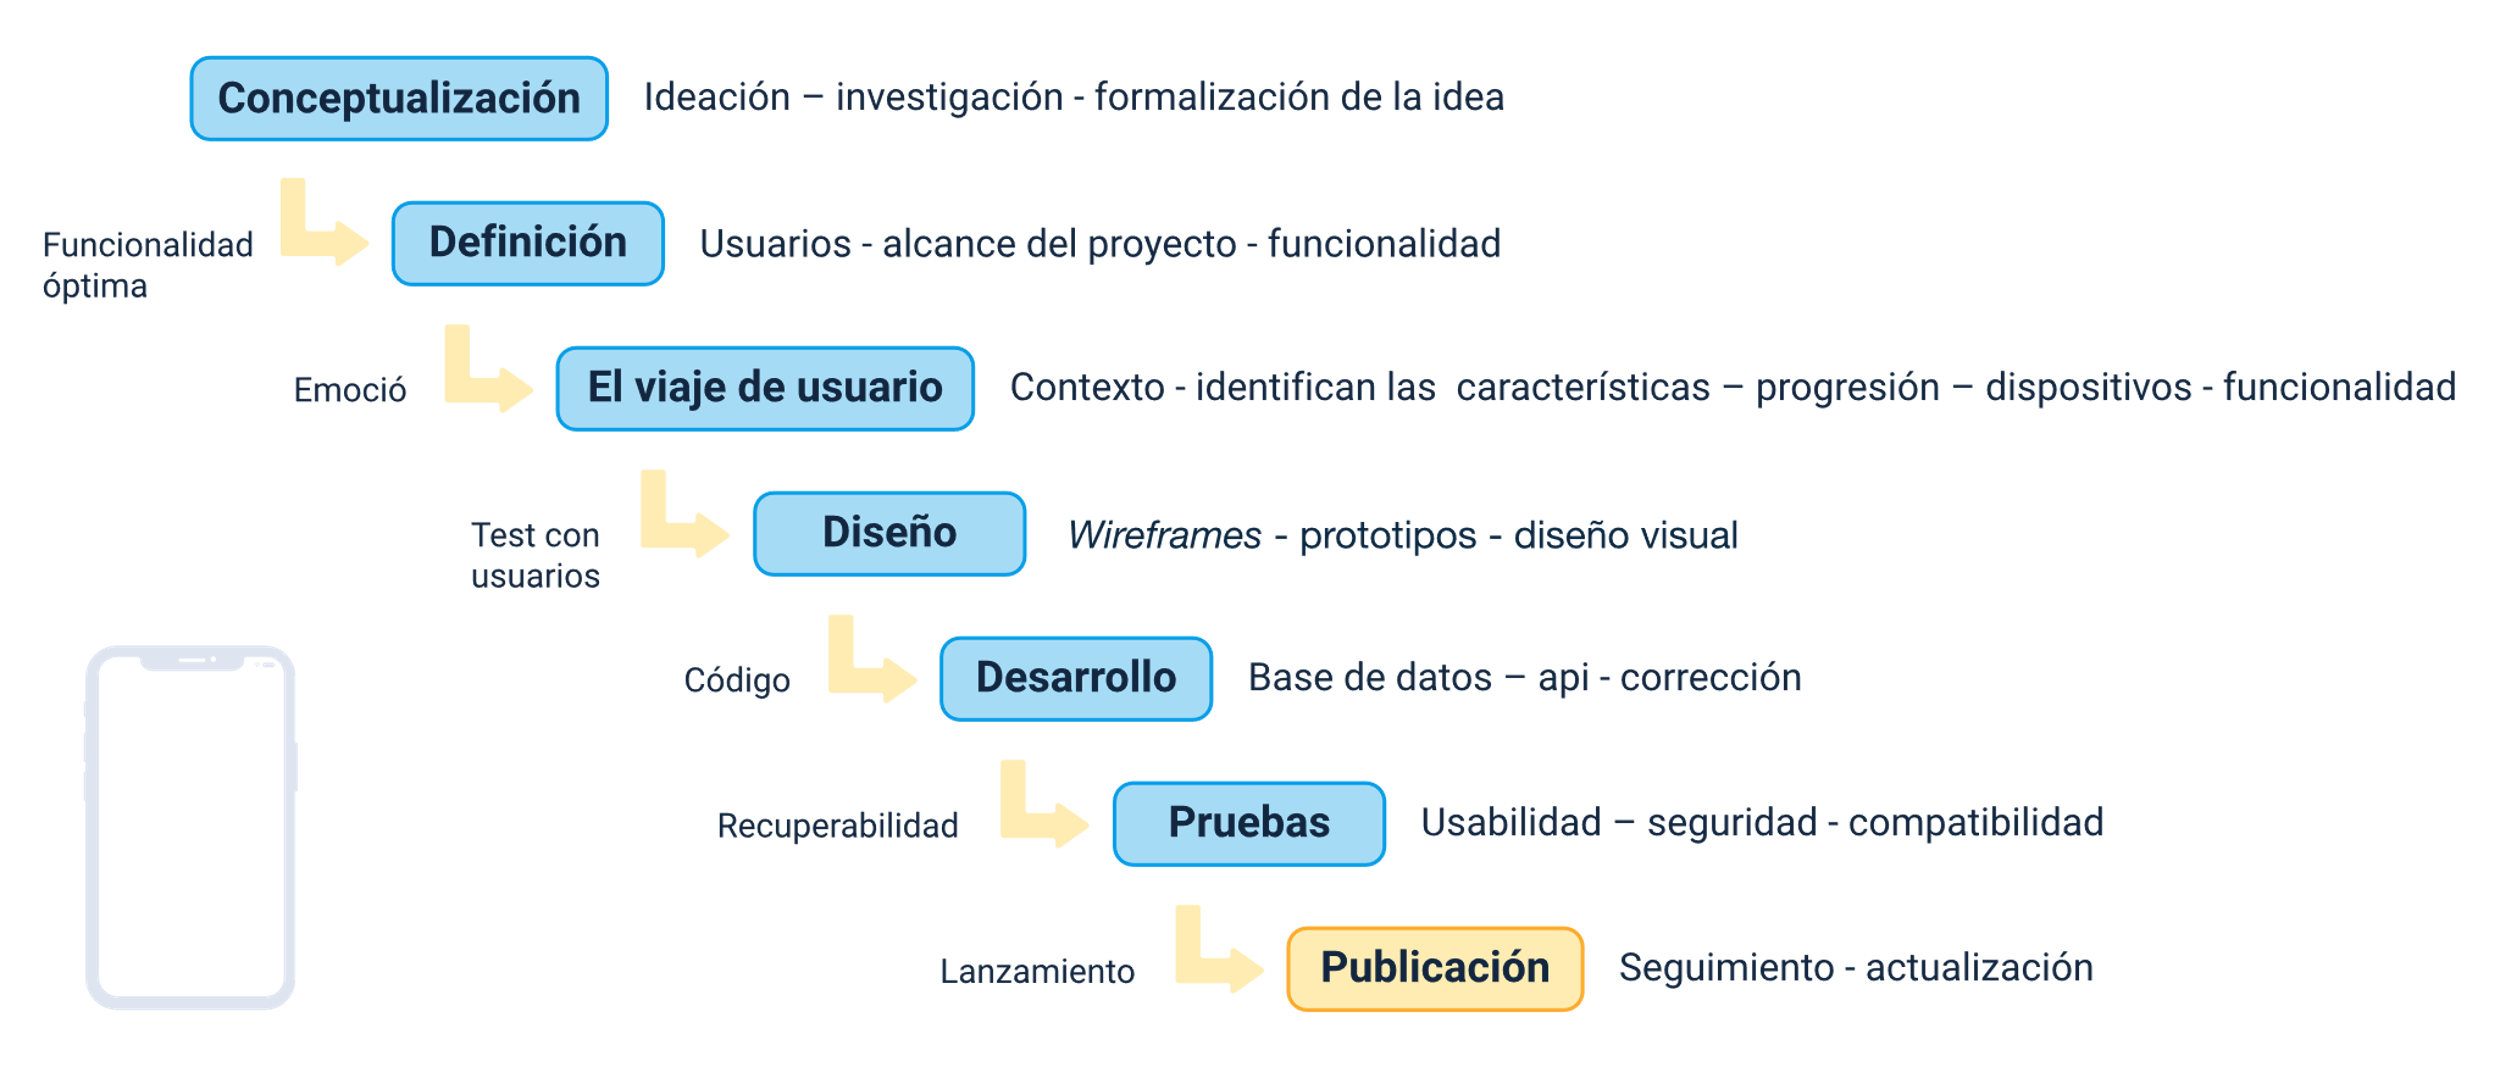 Conceptualización
Ideación – investigación - formalización de la idea
Funcionalidad
óptima
Definición
Usuarios - alcance del proyecto - funcionalidad
Emoció
El viaje de usuario
Contexto - identifican las  características – progresión – dispositivos - funcionalidad
Test con
usuarios
Diseño
Wireframes - prototipos - diseño visual
Código
Desarrollo
Base de datos – api - corrección
Recuperabilidad
Pruebas
Usabilidad – seguridad - compatibilidad
Lanzamiento
Publicación
Seguimiento - actualización